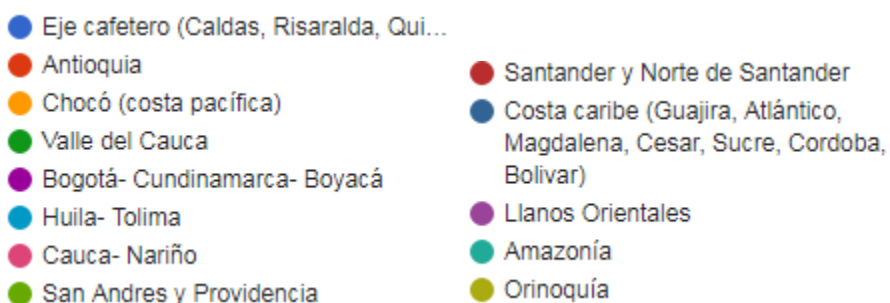 Eje cafetero (Caldas, Risaralda, Qui...
Antioquia
Chocó (costa pacífica)
Valle del Cauca
Bogotá- Cundinamarca- Boyacá
Huila- Tolima
Cauca- Nariño
San Andres y Providencia
Santander y Norte de Santander
Costa caribe (Guajira, Atlántico,
Magdalena, Cesar, Sucre, Cordoba,
Bolivar)
Llanos Orientales
Amazonía
Orinoquía